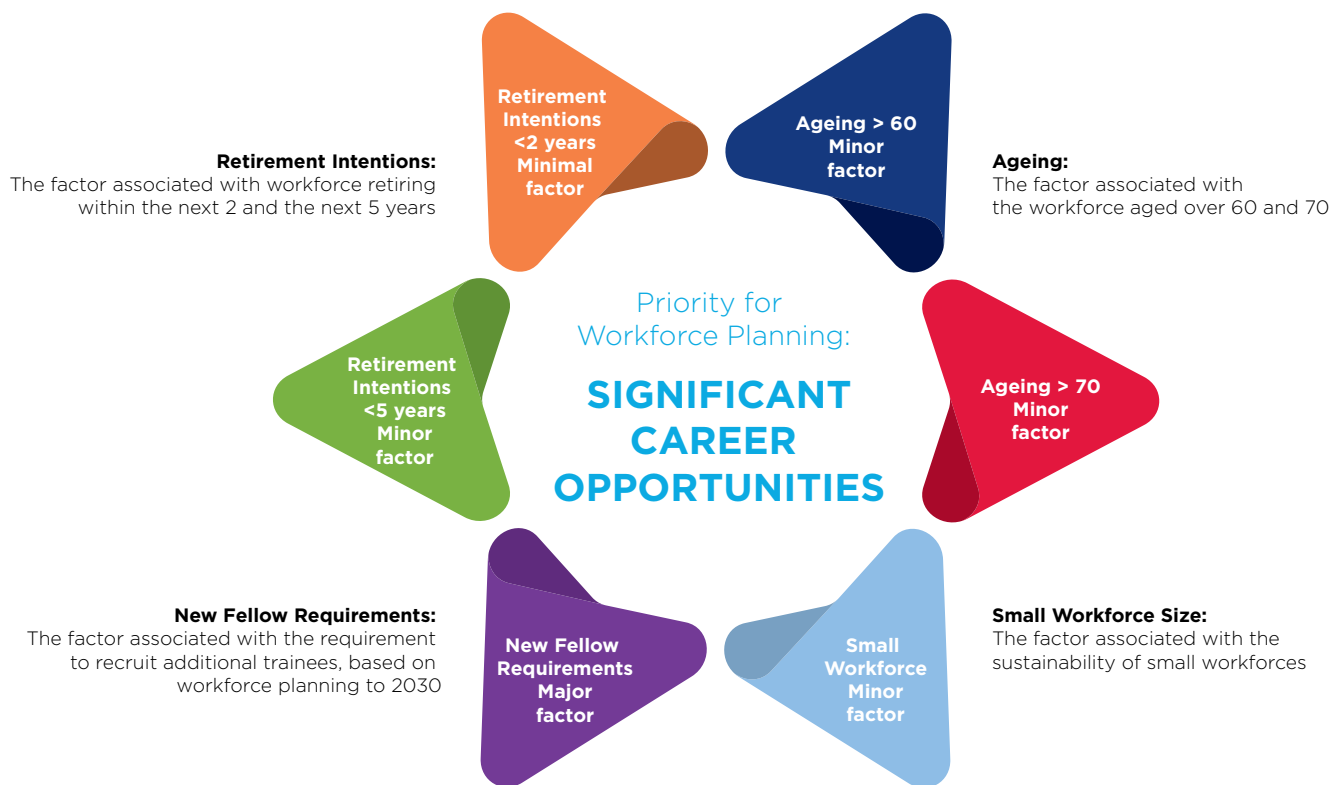 Retirement
Intentions
<2 years
Minimal
factor
Ageing > 60
Minor
factor
Retirement Intentions:
The factor associated with workforce retiring
within the next 2 and the next 5 years
Ageing:
The factor associated with
the workforce aged over 60 and 70
Priority for
Workforce Planning:
SIGNIFICANT
CAREER
OPPORTUNITIES
Retirement
Intentions
<5 years
Minor
factor
Ageing > 70
Minor
factor
New Fellow Requirements:
The factor associated with the requirement
to recruit additional trainees, based on
workforce planning to 2030
New Fellow
Requirements
Major
factor
Small
Workforce
Minor
factor
Small Workforce Size:
The factor associated with the
sustainability of small workforces